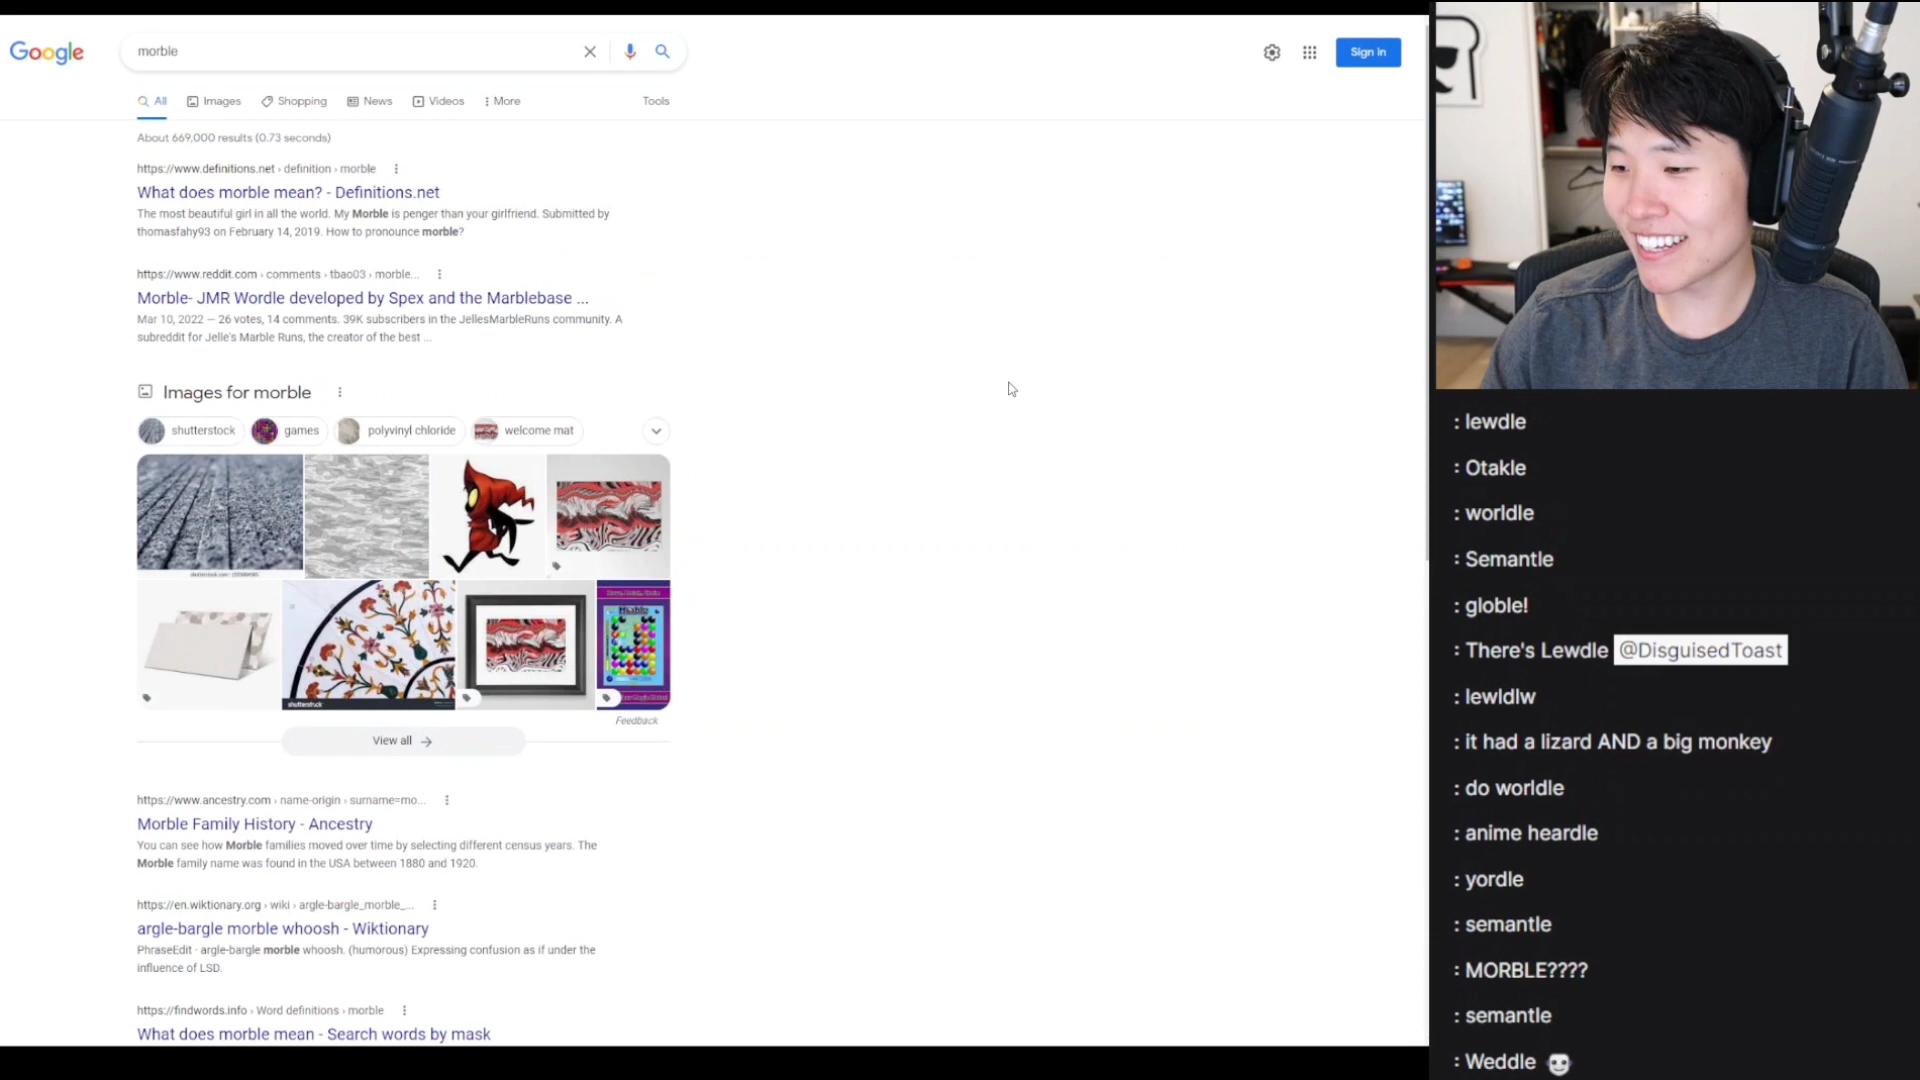 Google
morble
Sign in
All
Images
Shopping
News
Videos
More
Tools
About 669,000 results (0.73 seconds)
https://www.definitions.net › definition › morble
What does morble mean? - Definitions.net
The most beautiful girl in all the world. My Morble is penger than your girlfriend. Submitted by
thomasfahy93 on February 14, 2019. How to pronounce morble?
https://www.reddit.com › comments › tbao03 › morble...
Morble- JMR Wordle developed by Spex and the Marblebase ...
Mar 10, 2022 — 26 votes, 14 comments. 39K subscribers in the JellesMarbleRuns community. A
subreddit for Jelle's Marble Runs, the creator of the best ...
Images for morble
shutterstock
games
polyvinyl chloride
welcome mat
shutterstock
Feedback
View all
https://www.ancestry.com › name-origin › surname=mo...
Morble Family History - Ancestry
You can see how Morble families moved over time by selecting different census years. The
Morble family name was found in the USA between 1880 and 1920.
https://en.wiktionary.org › wiki › argle-bargle_morble_...
argle-bargle morble whoosh - Wiktionary
PhraseEdit · argle-bargle morble whoosh. (humorous) Expressing confusion as if under the
influence of LSD.
https://findwords.info › Word definitions › morble
What does morble mean - Search words by mask
: lewdle
: Otakle
: worldle
: Semantle
: globle!
: There's Lewdle @DisguisedToast
: lewldlw
: it had a lizard AND a big monkey
: do worldle
: anime heardle
: yordle
: semantle
: MORBLE????
: semantle
: Weddle